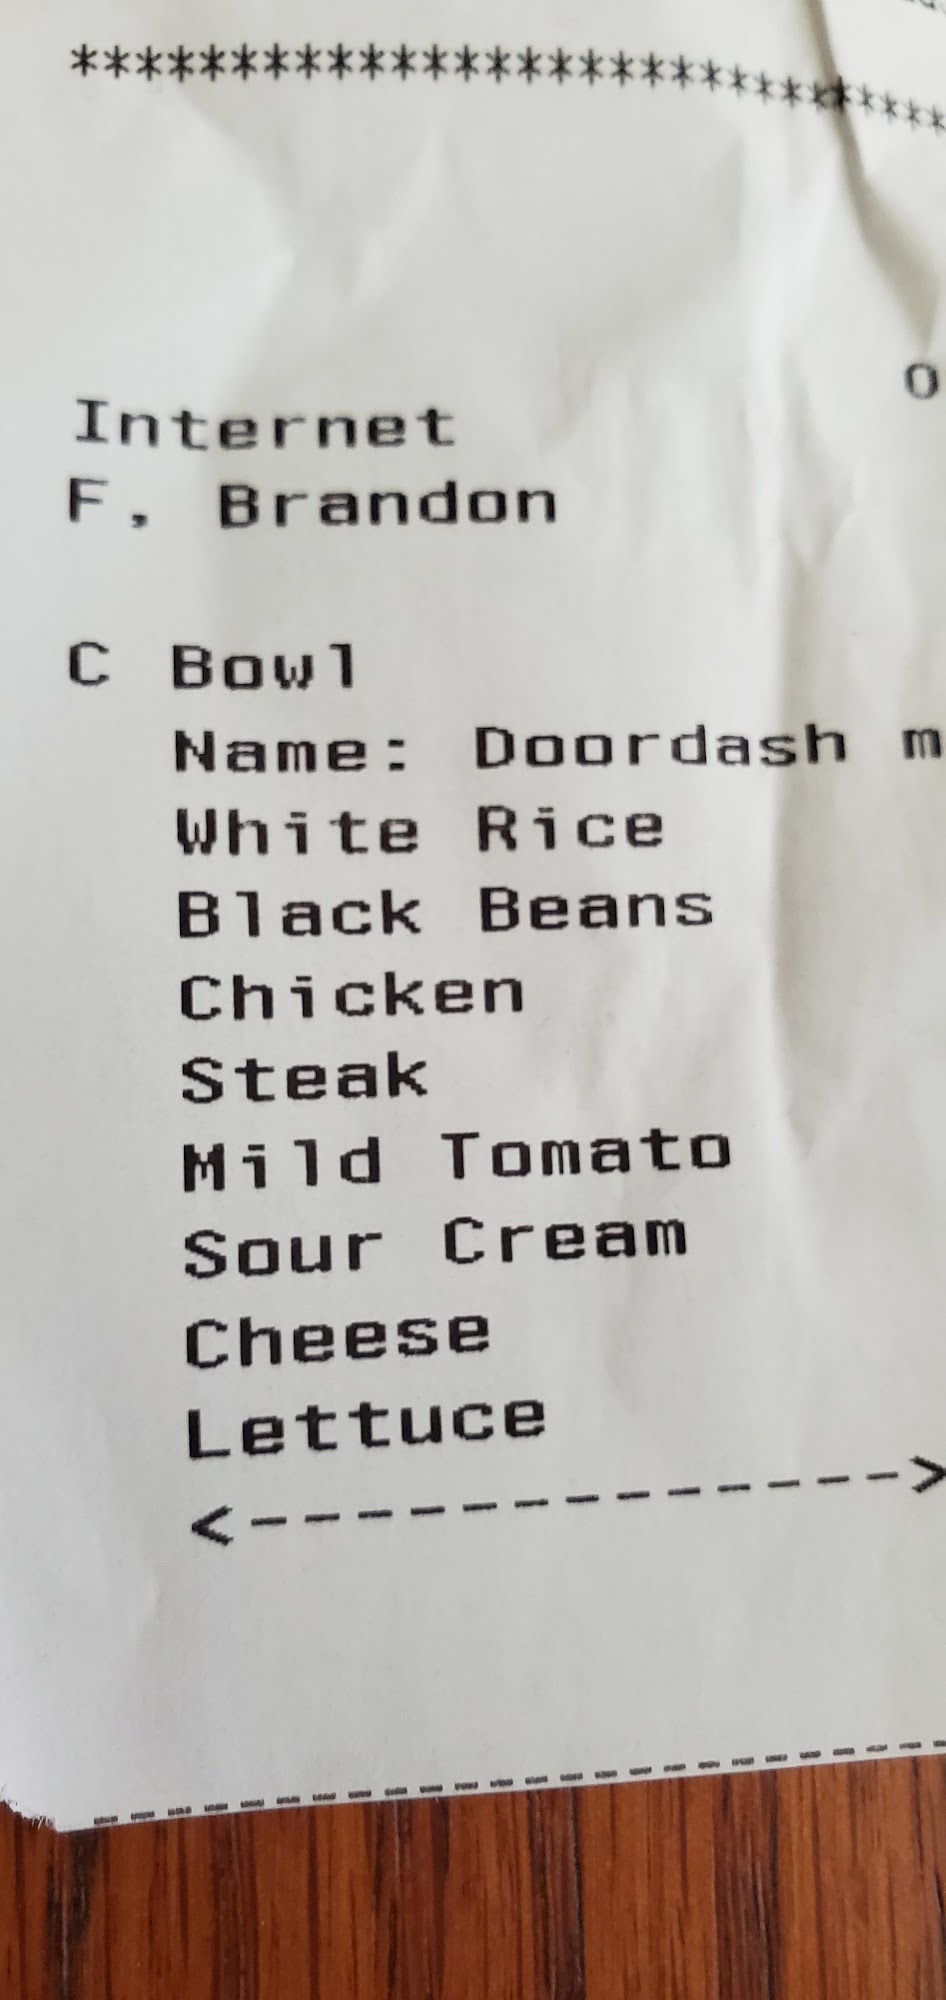 *******************************
O
Internet
F, Brandon
C Bowl
Name: Doordash m
White Rice
Black Beans
Chicken
Steak
Mild Tomato
Sour Cream
Cheese
Lettuce
<------------->